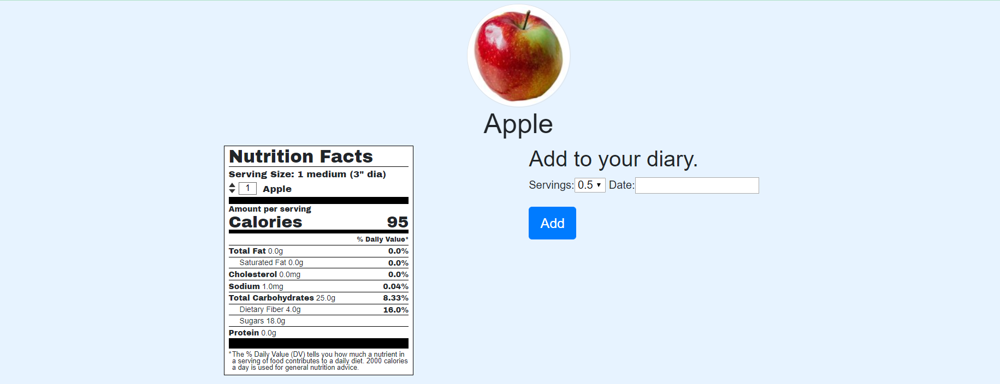 Apple
Nutrition Facts
Serving Size: 1 medium (3" dia)
1 Apple
Amount per serving
Calories 95
% Daily Value*
Total Fat 0.0g 0.0%
Saturated Fat 0.0g 0.0%
Cholesterol 0.0mg 0.0%
Sodium 1.0mg 0.04%
Total Carbohydrates 25.0g 8.33%
Dietary Fiber 4.0g 16.0%
Sugars 18.0g
Protein 0.0g
*The % Daily Value (DV) tells you how much a nutrient in
a serving of food contributes to a daily diet. 2000 calories
a day is used for general nutrition advice.
Add to your diary.
Servings: 0.5 Date:
Add